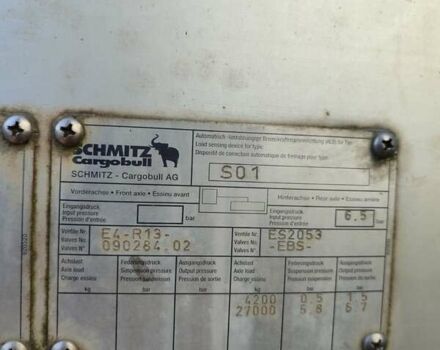 SCHMITZ
Cargobull
SCHMITZ - Cargobull AG
Automatisch-lastabhängige Bremskrafteinrichtung (ALB) für Typ:
Load sensing device for type:
Dispositif de correction automatique de freinage pour type:
S01
Vorderachse • Front axle • Essieu avant
Hinterachse • Rear axle • Essieu arrière
Eingangsdruck
Input pressure
Pression d'entrée
bar
Eingangsdruck
Input pressure
Pression d'entrée
6.5 bar
Ventile Nr.
Valves No.
Valves N°
E4-R13-
090284.02
Ventile Nr.
Valves No.
Valves N°
ES2053
-EBS-
Achslast
Axle load
Charge essieu
kg
Federungsdruck
Suspension pressure
Pression suspension
bar
Ausgangsdruck
Output pressure
Pression de sortie
bar
Achslast
Axle load
Charge essieu
kg
Federungsdruck
Suspension pressure
Pression suspension
bar
Ausgangsdruck
Output pressure
Pression de sortie
bar
4200 0.5 1.5
27000 5.8 6.7